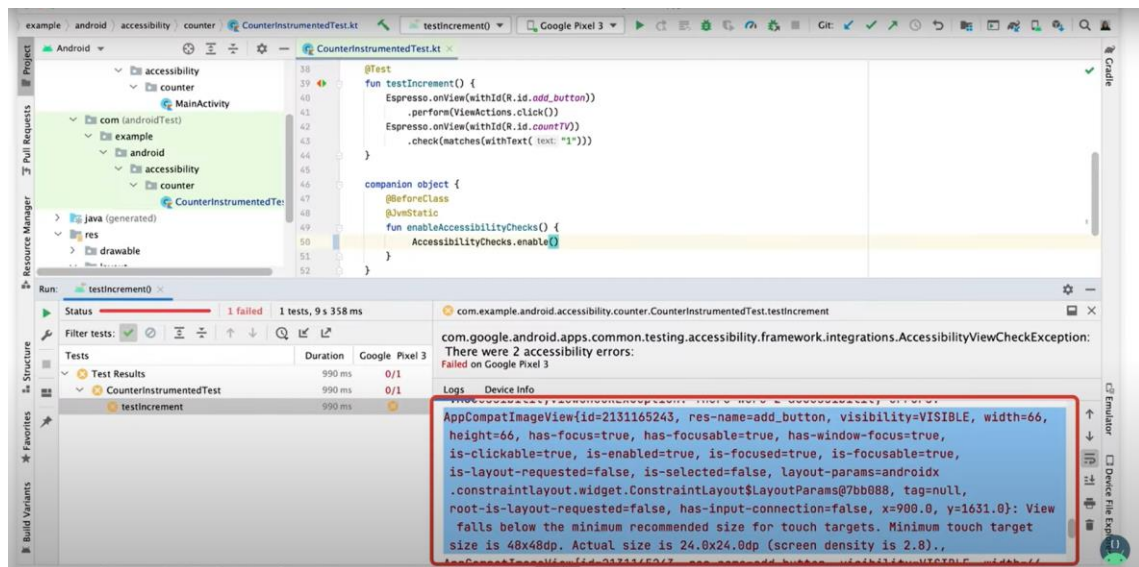 example android accessibility counter CounterInstrumentedTest.kt testIncrement() Google Pixel 3 Git:
Project
Pull Requests
Resource Manager
Structure
Favorites
Build Variants
Android
accessibility
counter
MainActivity
com (androidTest)
example
android
accessibility
counter
CounterInstrumentedTe
java (generated)
res
drawable
CounterInstrumentedTest.kt
38 @Test
39 fun testIncrement() {
40 Espresso.onView(withId(R.id.add_button))
41 .perform(ViewActions.click())
42 Espresso.onView(withId(R.id.countTV))
43 .check(matches(withText( text: "1")))
44 }
45
46 companion object {
47 @BeforeClass
48 @JvmStatic
49 fun enableAccessibilityChecks() {
50 AccessibilityChecks.enable()
51 }
52 }
Gradle
Emulator
Device File Exp
Run: testIncrement()
Status 1 failed 1 tests, 9 s 358 ms
Filter tests:
Tests Duration Google Pixel 3
Test Results 990 ms 0/1
CounterInstrumentedTest 990 ms 0/1
testIncrement 990 ms
com.example.android.accessibility.counter.CounterInstrumentedTest.testIncrement
com.google.android.apps.common.testing.accessibility.framework.integrations.AccessibilityViewCheckException:
There were 2 accessibility errors:
Failed on Google Pixel 3
Logs Device Info
AppCompatImageView{id=2131165243, res-name=add_button, visibility=VISIBLE, width=66,
height=66, has-focus=true, has-focusable=true, has-window-focus=true,
is-clickable=true, is-enabled=true, is-focused=true, is-focusable=true,
is-layout-requested=false, is-selected=false, layout-params=androidx
.constraintlayout.widget.ConstraintLayout$LayoutParams@7bb088, tag=null,
root-is-layout-requested=false, has-input-connection=false, x=900.0, y=1631.0}: View
falls below the minimum recommended size for touch targets. Minimum touch target
size is 48x48dp. Actual size is 24.0x24.0dp (screen density is 2.8).,